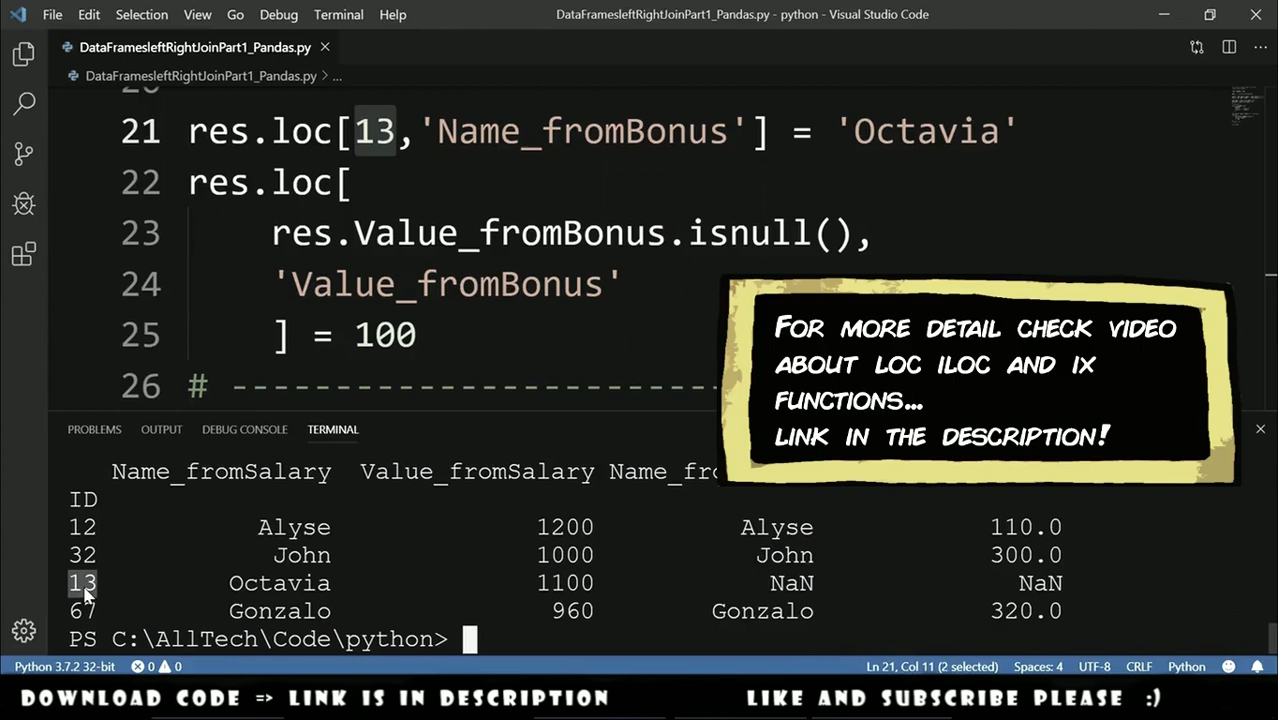 File Edit Selection View Go Debug Terminal Help DataFramesleftRightJoinPart1_Pandas.py - python - Visual Studio Code
DataFramesleftRightJoinPart1_Pandas.py
DataFramesleftRightJoinPart1_Pandas.py > ...
20
21 res.loc[13,'Name_fromBonus'] = 'Octavia'
22 res.loc[
23 res.Value_fromBonus.isnull(),
24 'Value_fromBonus'
25 ] = 100
26 # --------------------------
FOR MORE DETAIL CHECK VIDEO
ABOUT LOC ILOC AND IX
FUNCTIONS...
LINK IN THE DESCRIPTION!
PROBLEMS OUTPUT DEBUG CONSOLE TERMINAL
Name_fromSalary Value_fromSalary Name_fro
ID
12 Alyse 1200 Alyse 110.0
32 John 1000 John 300.0
13 Octavia 1100 NaN NaN
67 Gonzalo 960 Gonzalo 320.0
PS C:\AllTech\Code\python>
Python 3.7.2 32-bit 0 0 Ln 21, Col 11 (2 selected) Spaces: 4 UTF-8 CRLF Python
DOWNLOAD CODE => LINK IS IN DESCRIPTION LIKE AND SUBSCRIBE PLEASE :)